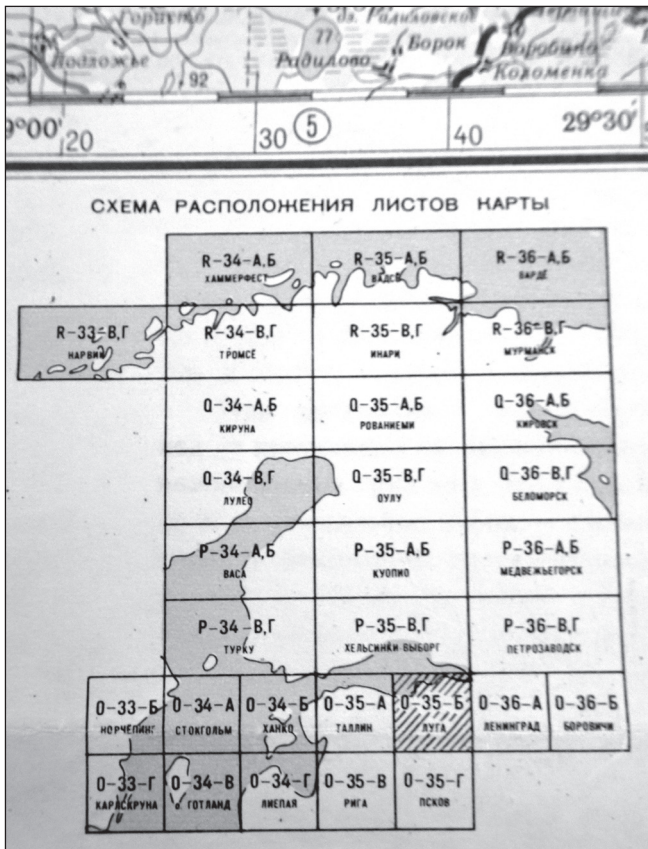 Гористо
оз. Радиловское
Подложье
77
Радилово
Борок
Воробино
Коломенка
92
9°00'
20
30
5
40
29°30'
СХЕМА РАСПОЛОЖЕНИЯ ЛИСТОВ КАРТЫ
R-34-А,Б
ХАММЕРФЕСТ
R-35-А,Б
ВАДСЁ
R-36-А,Б
ВАРДЁ
R-33-В,Г
НАРВИК
R-34-В,Г
ТРОМСЁ
R-35-В,Г
ИНАРИ
R-36-В,Г
МУРМАНСК
Q-34-А,Б
КИРУНА
Q-35-А,Б
РОВАНИЕМИ
Q-36-А,Б
КИРОВСК
Q-34-В,Г
ЛУЛЕО
Q-35-В,Г
ОУЛУ
Q-36-В,Г
БЕЛОМОРСК
P-34-А,Б
ВАСА
P-35-А,Б
КУОПИО
P-36-А,Б
МЕДВЕЖЬЕГОРСК
P-34-В,Г
ТУРКУ
P-35-В,Г
ХЕЛЬСИНКИ-ВЫБОРГ
P-36-В,Г
ПЕТРОЗАВОДСК
O-33-Б
НОРЧЕПИНГ
O-34-А
СТОКГОЛЬМ
O-34-Б
ХАНКО
O-35-А
ТАЛЛИН
O-35-Б
ЛУГА
O-36-А
ЛЕНИНГРАД
O-36-Б
БОРОВИЧИ
O-33-Г
КАРЛСКРУНА
O-34-В
ГОТЛАНД
O-34-Г
ЛИЕПАЯ
O-35-В
РИГА
O-35-Г
ПСКОВ